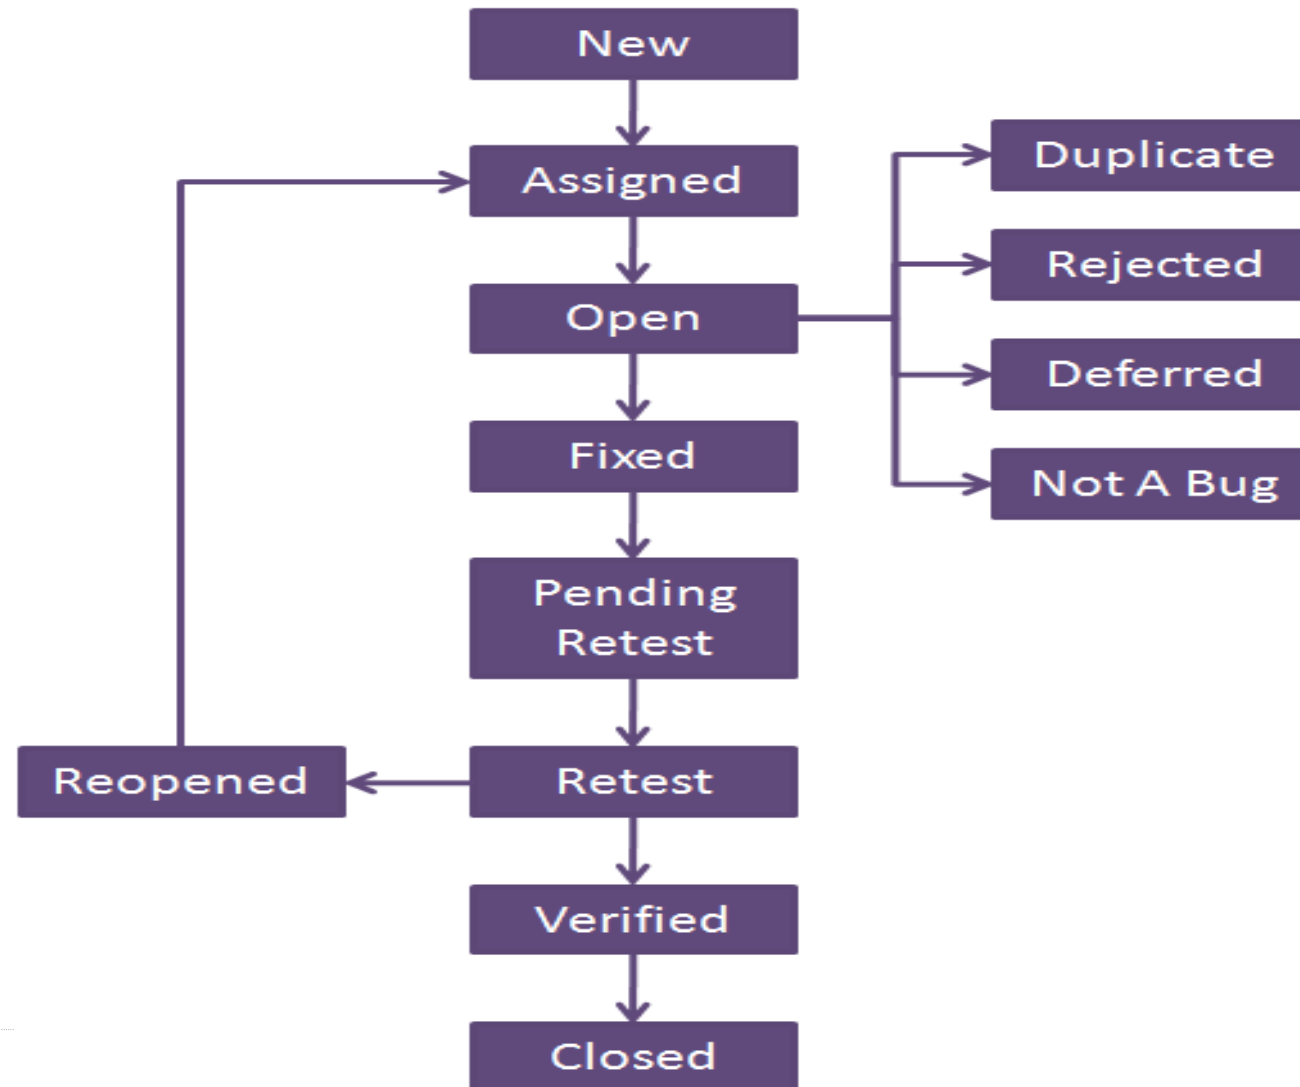 New
Assigned
Duplicate
Rejected
Open
Deferred
Fixed
Not A Bug
Pending
Retest
Reopened
Retest
Verified
Closed